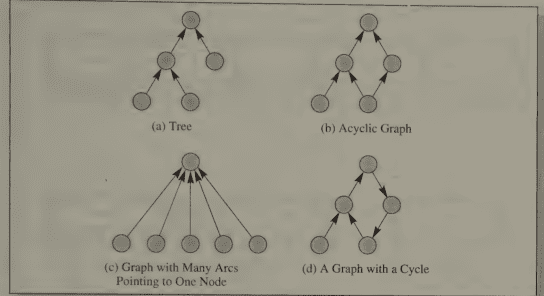 (a) Tree
(b) Acyclic Graph
(c) Graph with Many Arcs
Pointing to One Node
(d) A Graph with a Cycle